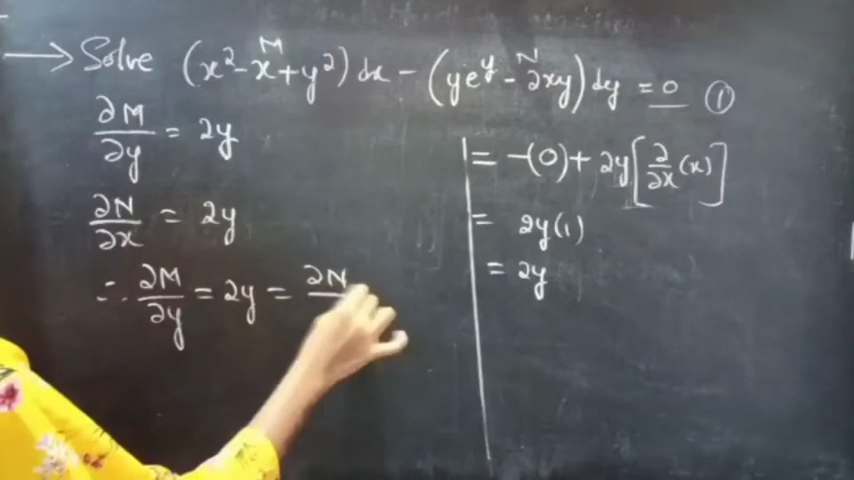 → Solve (x² - x + y²) dx - (ye^y - 2xy) dy = 0 ①
M N
∂M/∂y = 2y
∂N/∂x = 2y
∴ ∂M/∂y = 2y = ∂N
= -(0) + 2y[∂/∂x (x)]
= 2y(1)
= 2y